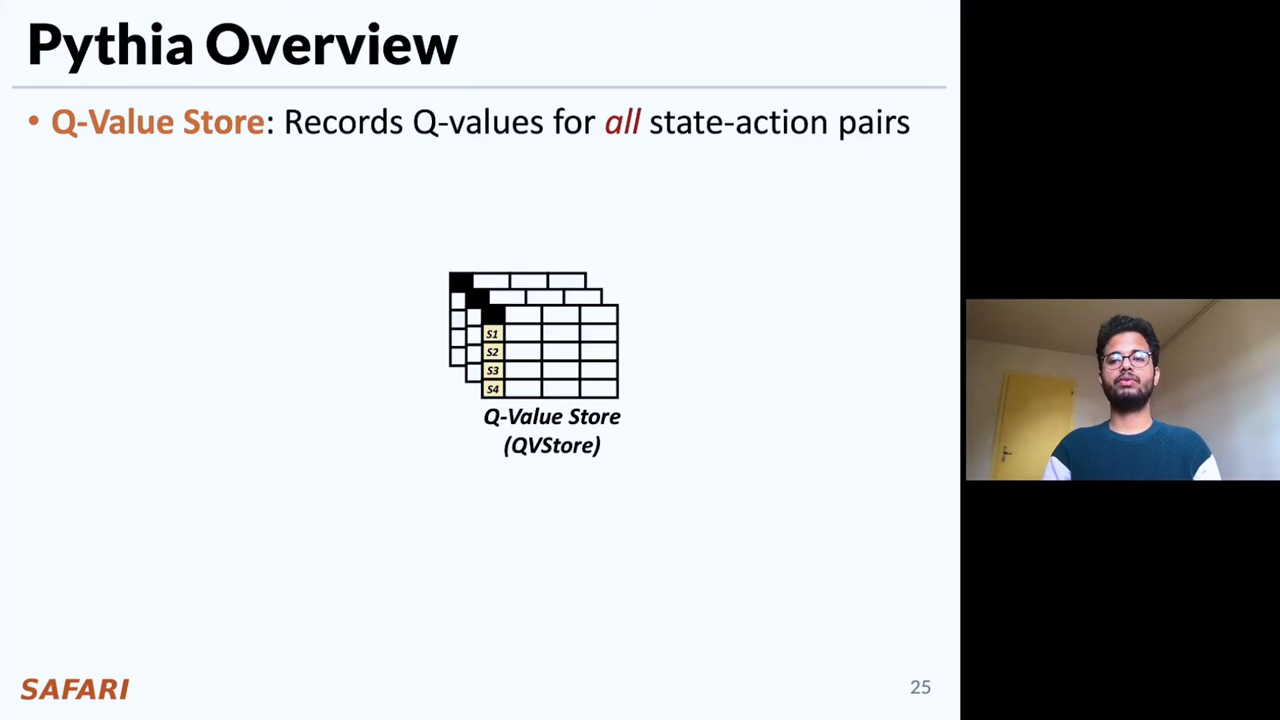 Pythia Overview
• Q-Value Store: Records Q-values for all state-action pairs
S1
S2
S3
S4
Q-Value Store
(QVStore)
SAFARI
25